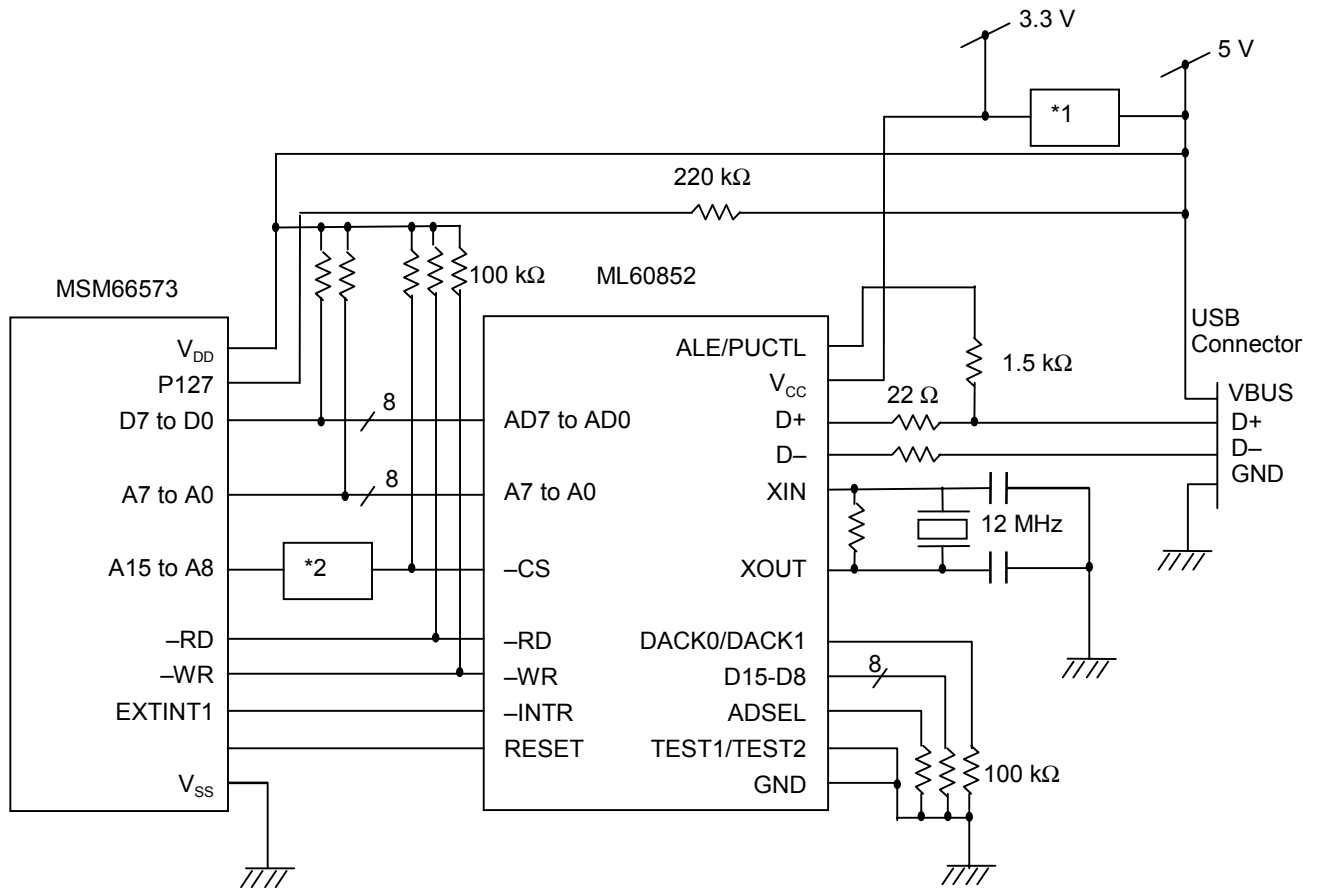 3.3 V
5 V
*1
220 kΩ
100 kΩ
MSM66573
ML60852
VDD
P127
D7 to D0
8
A7 to A0
8
A15 to A8
*2
–RD
–WR
EXTINT1
VSS
AD7 to AD0
A7 to A0
–CS
–RD
–WR
–INTR
RESET
ALE/PUCTL
VCC
D+
D–
XIN
XOUT
DACK0/DACK1
D15-D8
8
ADSEL
TEST1/TEST2
GND
1.5 kΩ
22 Ω
12 MHz
100 kΩ
USB
Connector
VBUS
D+
D–
GND